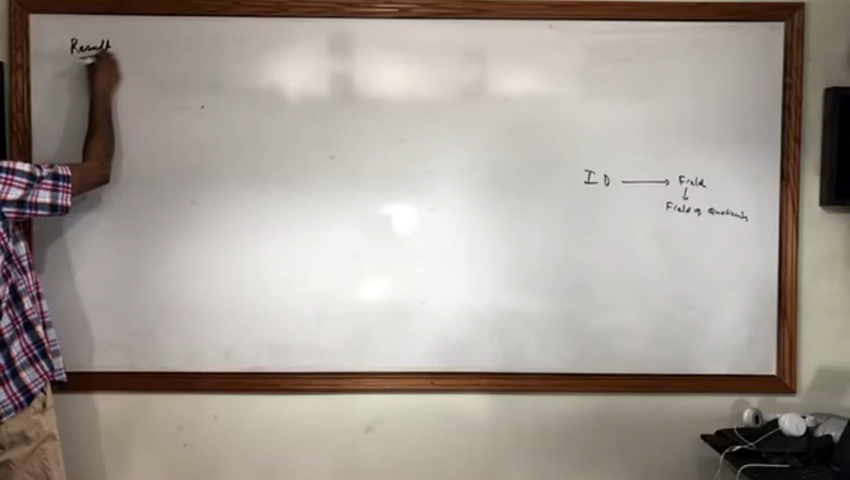 Result
I D → Field
↓
Field of Quotients